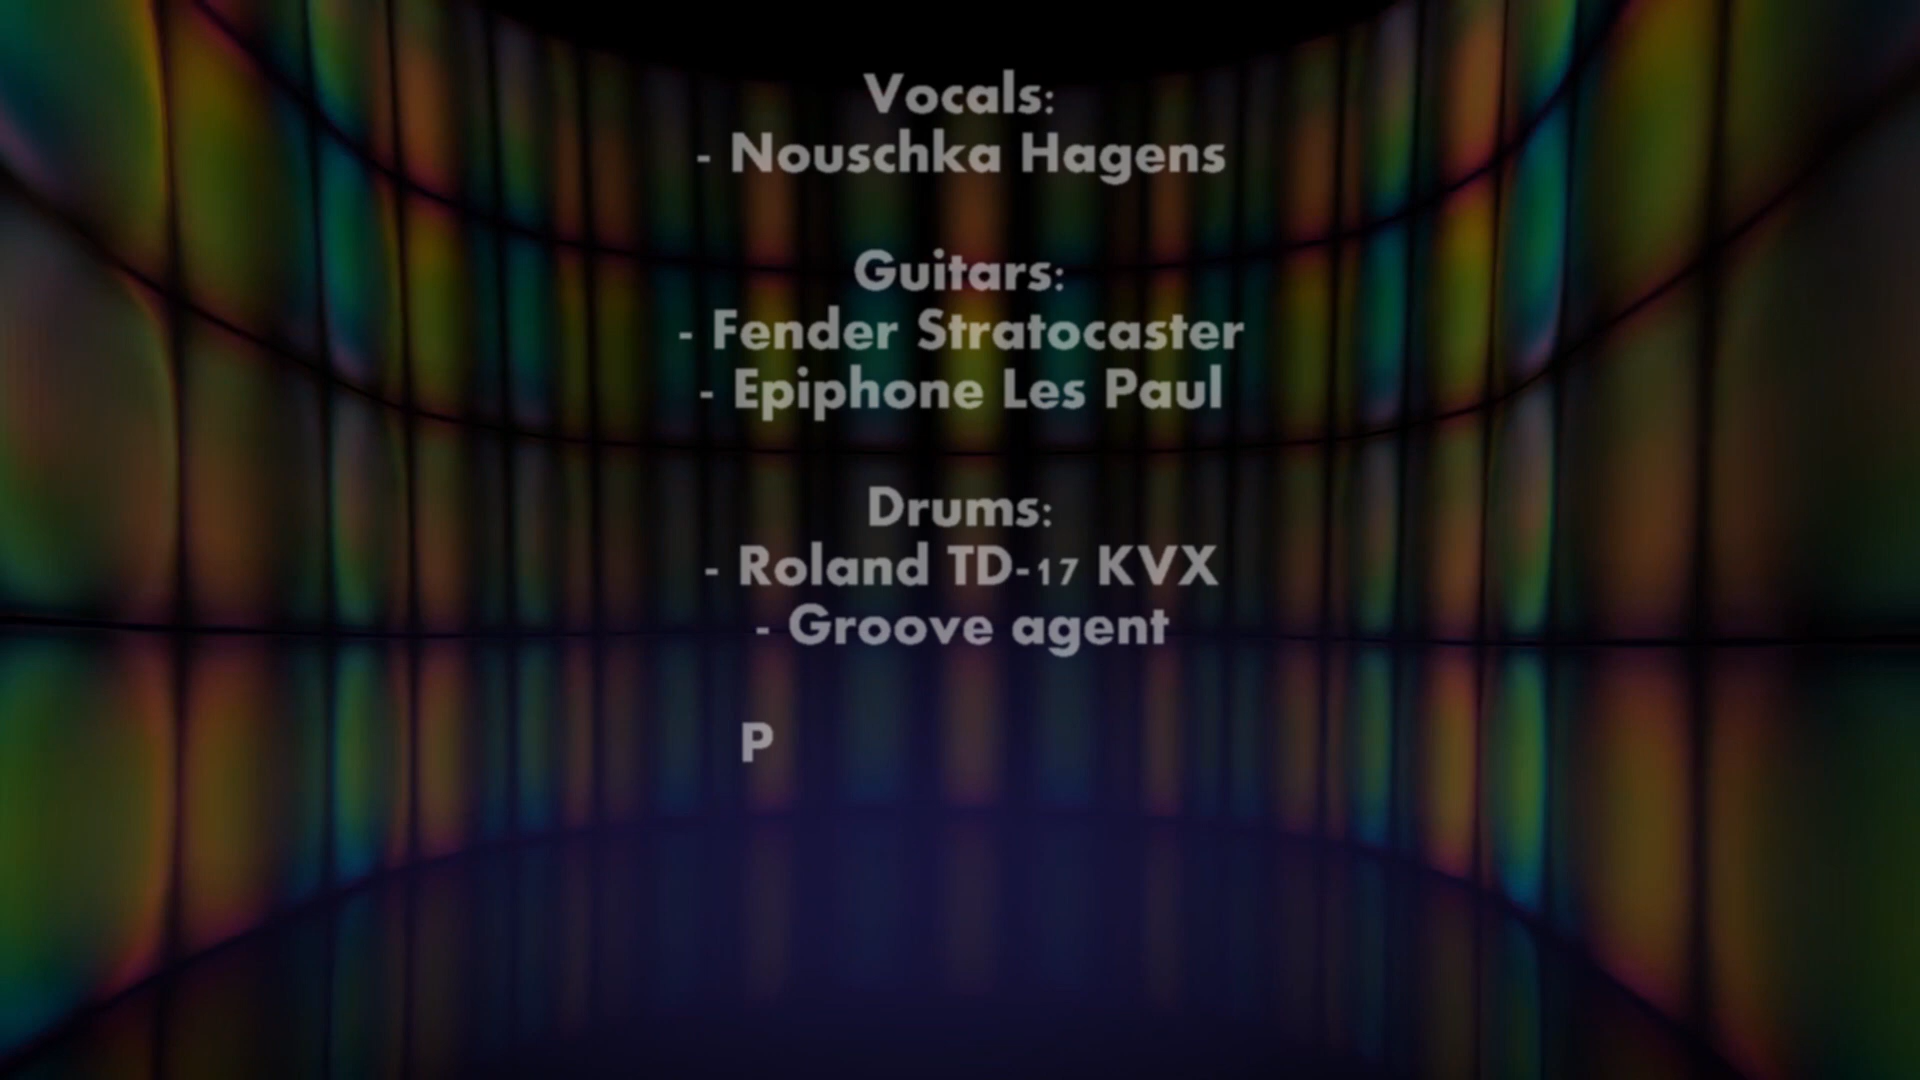 Vocals:
- Nouschka Hagens
Guitars:
- Fender Stratocaster
- Epiphone Les Paul
Drums:
- Roland TD-17 KVX
- Groove agent
P